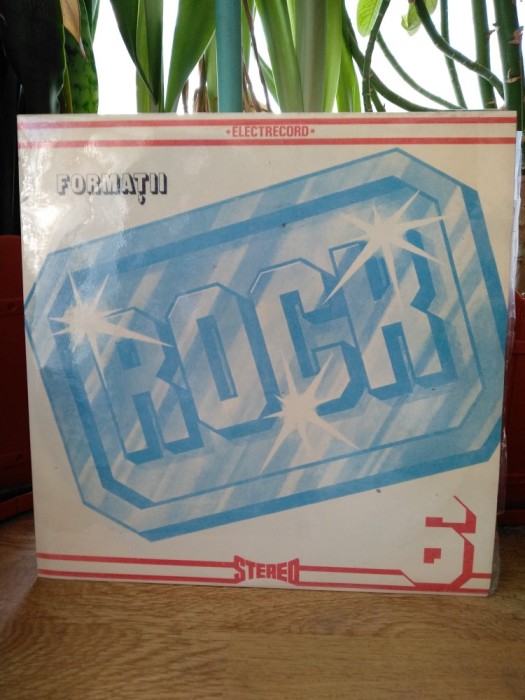 •ELECTRECORD•
FORMAȚII
ROCK
STEREO
6